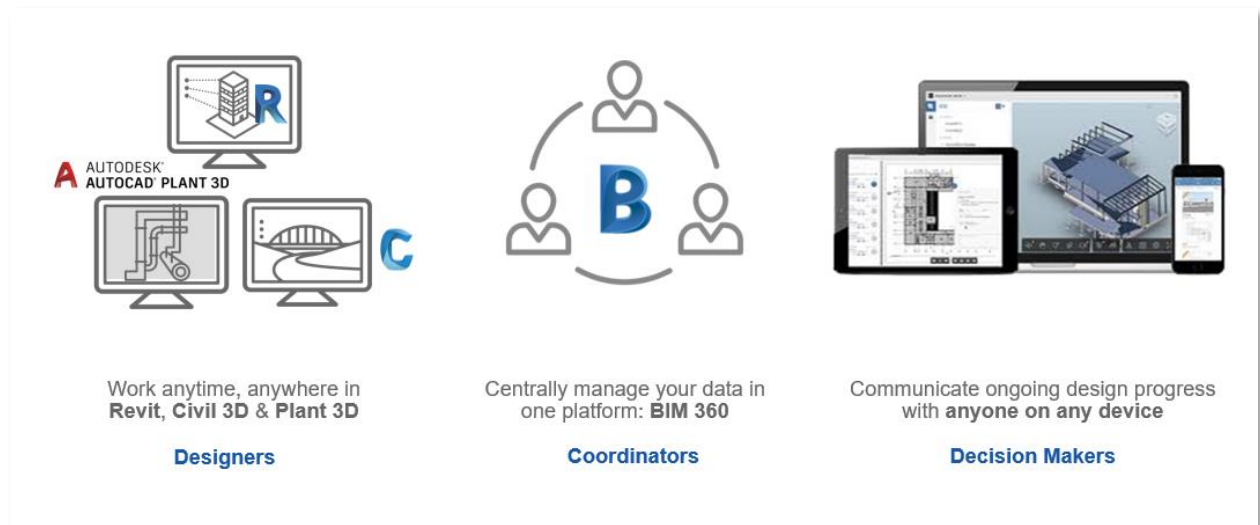 R
AUTODESK®
AUTOCAD® PLANT 3D
C
B
Work anytime, anywhere in
Revit, Civil 3D & Plant 3D
Designers
Centrally manage your data in
one platform: BIM 360
Coordinators
Communicate ongoing design progress
with anyone on any device
Decision Makers